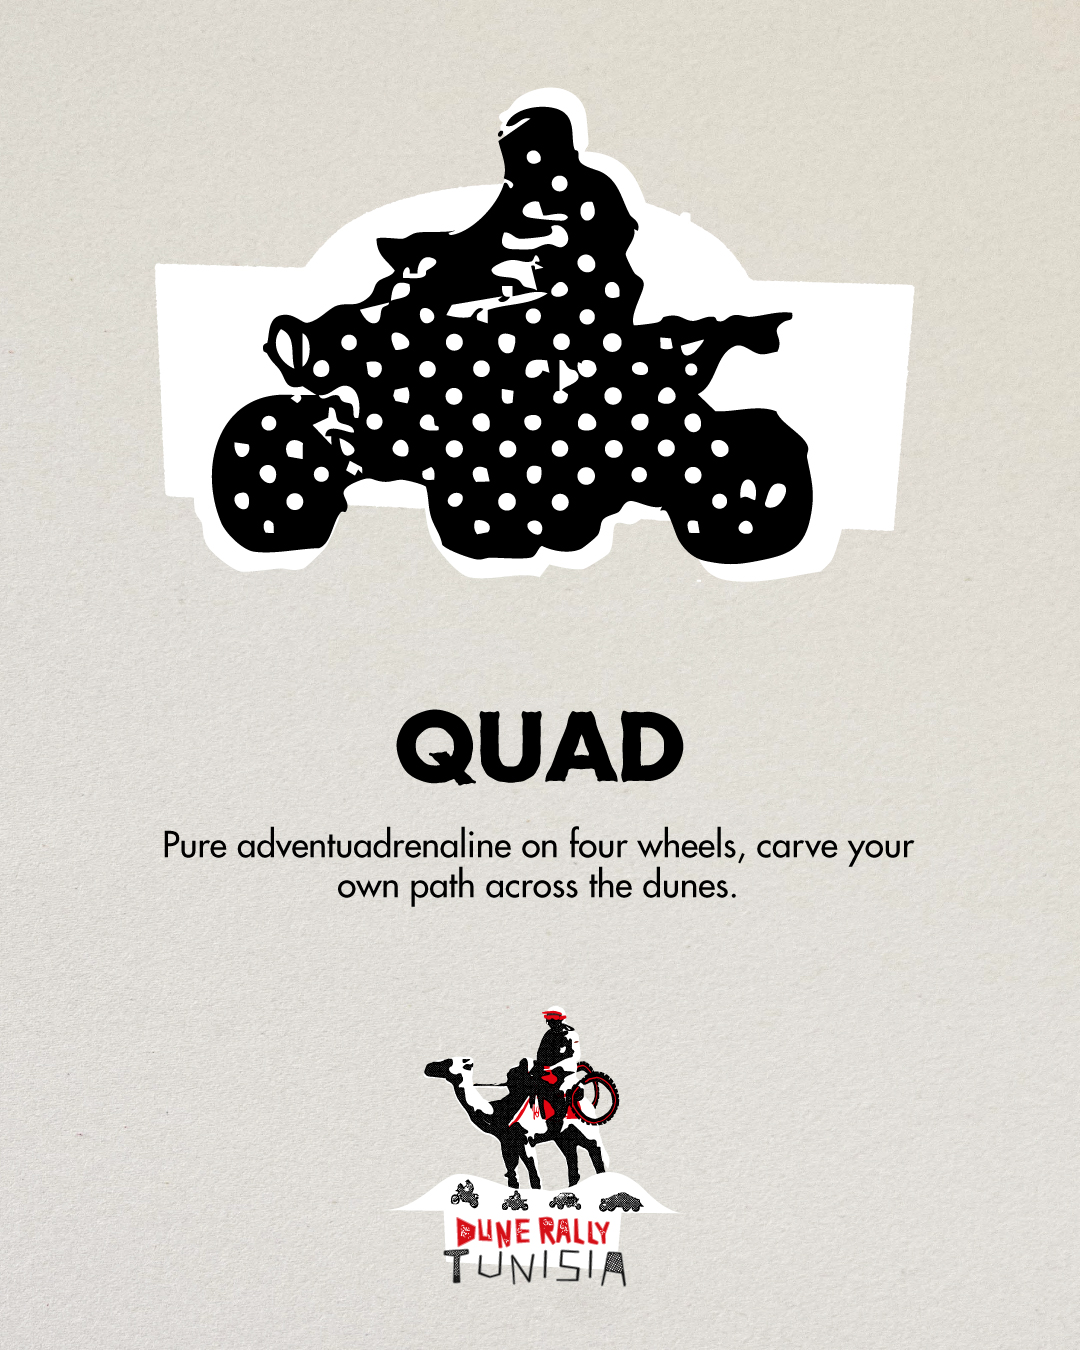 QUAD
Pure adventuadrenaline on four wheels, carve your
own path across the dunes.
DUNE RALLY
TUNISIA